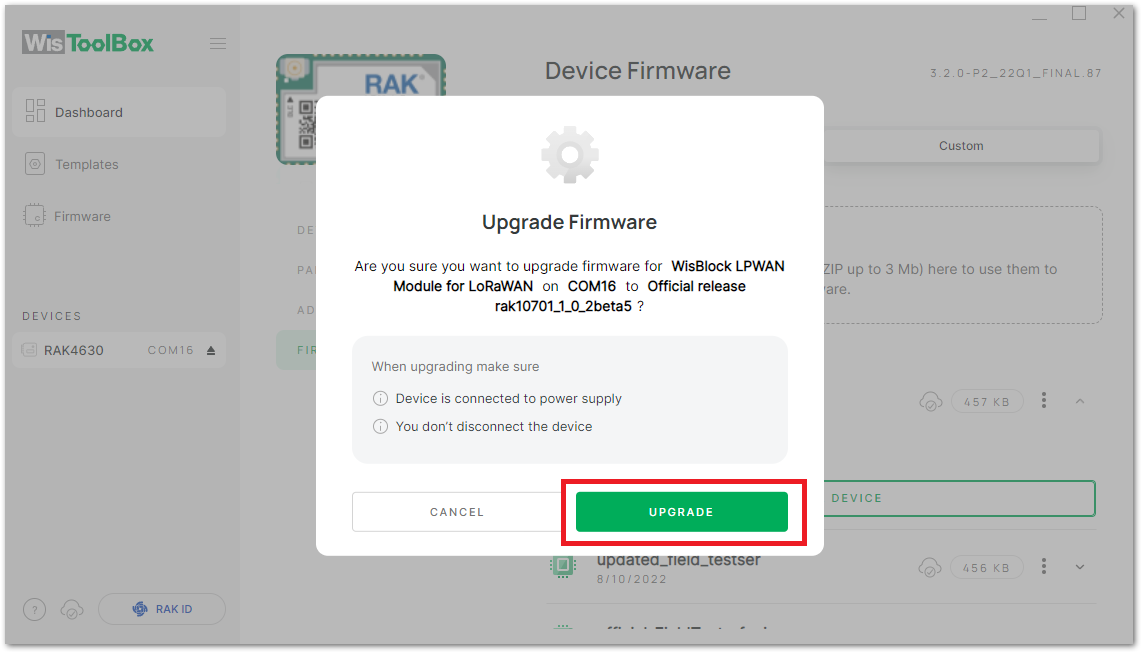 WisToolBox
Dashboard
Templates
Firmware
DEVICES
RAK4630 COM16
? RAK ID
RAK
Device Firmware
3.2.0-P2_22Q1_FINAL.87
Custom
DE
PA
AD
FI
ZIP up to 3 Mb) here to use them to
are.
457 KB
DEVICE
updated_field_testser
8/10/2022
456 KB
Upgrade Firmware
Are you sure you want to upgrade firmware for WisBlock LPWAN
Module for LoRaWAN on COM16 to Official release
rak10701_1_0_2beta5 ?
When upgrading make sure
Device is connected to power supply
You don't disconnect the device
CANCEL
UPGRADE